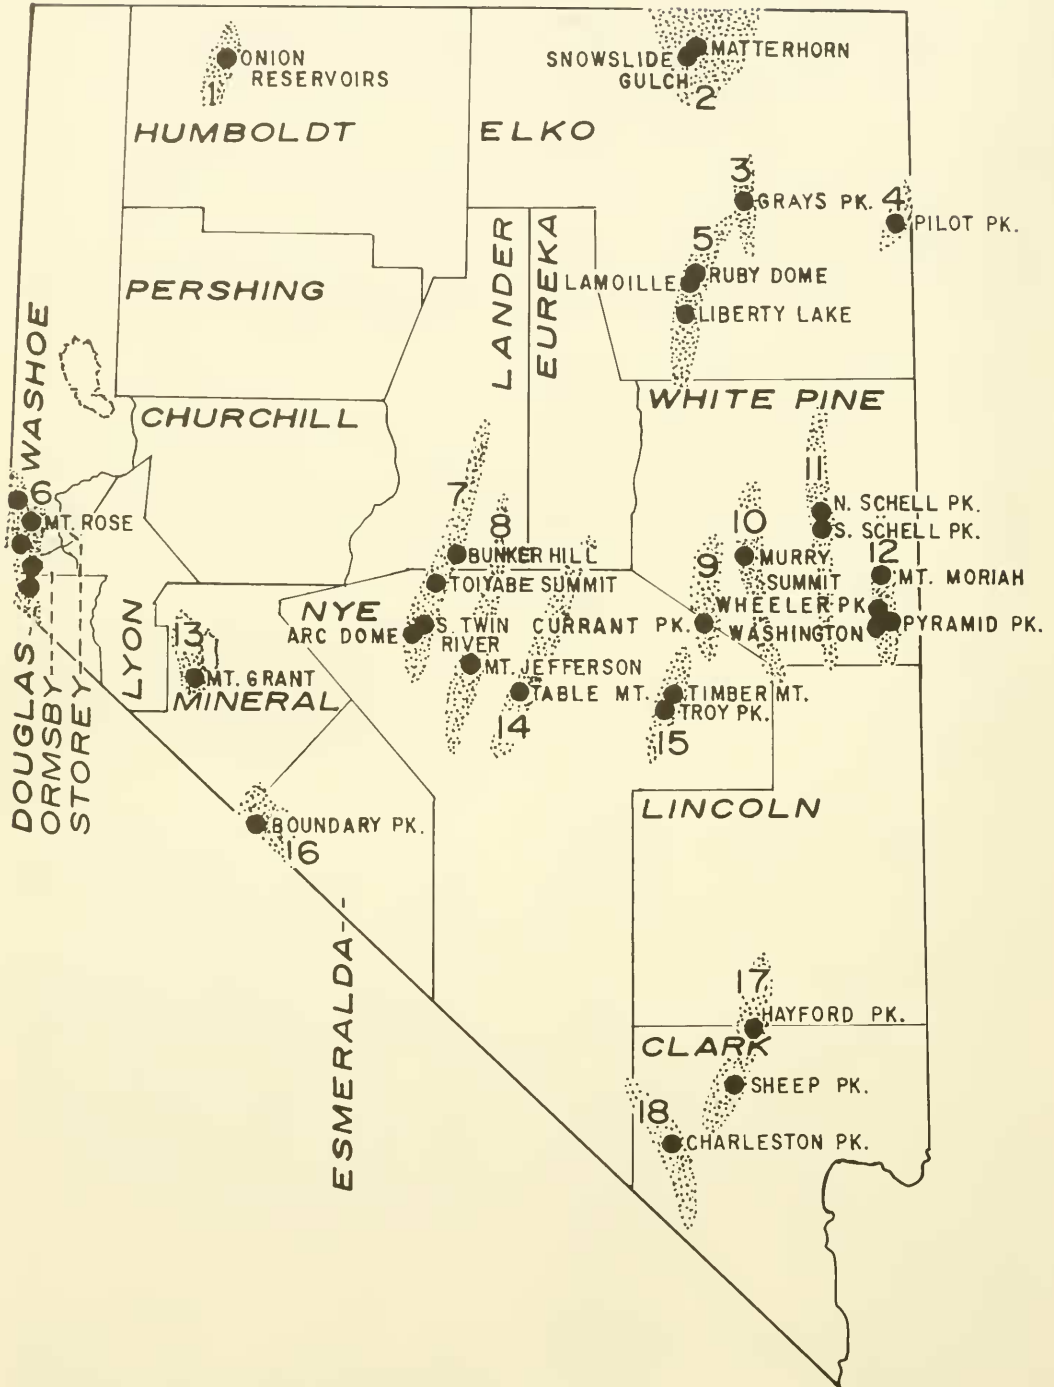 ONION
RESERVOIRS
1
HUMBOLDT
ELKO
MATTERHORN
SNOWSLIDE
GULCH
2
3
GRAYS PK.
4
PILOT PK.
5
RUBY DOME
LAMOILLE
LIBERTY LAKE
PERSHING
LANDER
EUREKA
WASHOE
CHURCHILL
WHITE PINE
6
MT. ROSE
7
8
BUNKER HILL
TOIYABE SUMMIT
NYE
ARC DOME
S. TWIN
RIVER
MT. JEFFERSON
TABLE MT.
14
CURRANT PK.
9
10
MURRY
SUMMIT
11
N. SCHELL PK.
S. SCHELL PK.
12
MT. MORIAH
WHEELER PK
WASHINGTON
PYRAMID PK.
TIMBER MT.
TROY PK.
15
LYON
13
MT. GRANT
MINERAL
DOUGLAS
ORMSBY
STOREY
BOUNDARY PK.
16
ESMERALDA
LINCOLN
17
HAYFORD PK.
CLARK
SHEEP PK.
18
CHARLESTON PK.